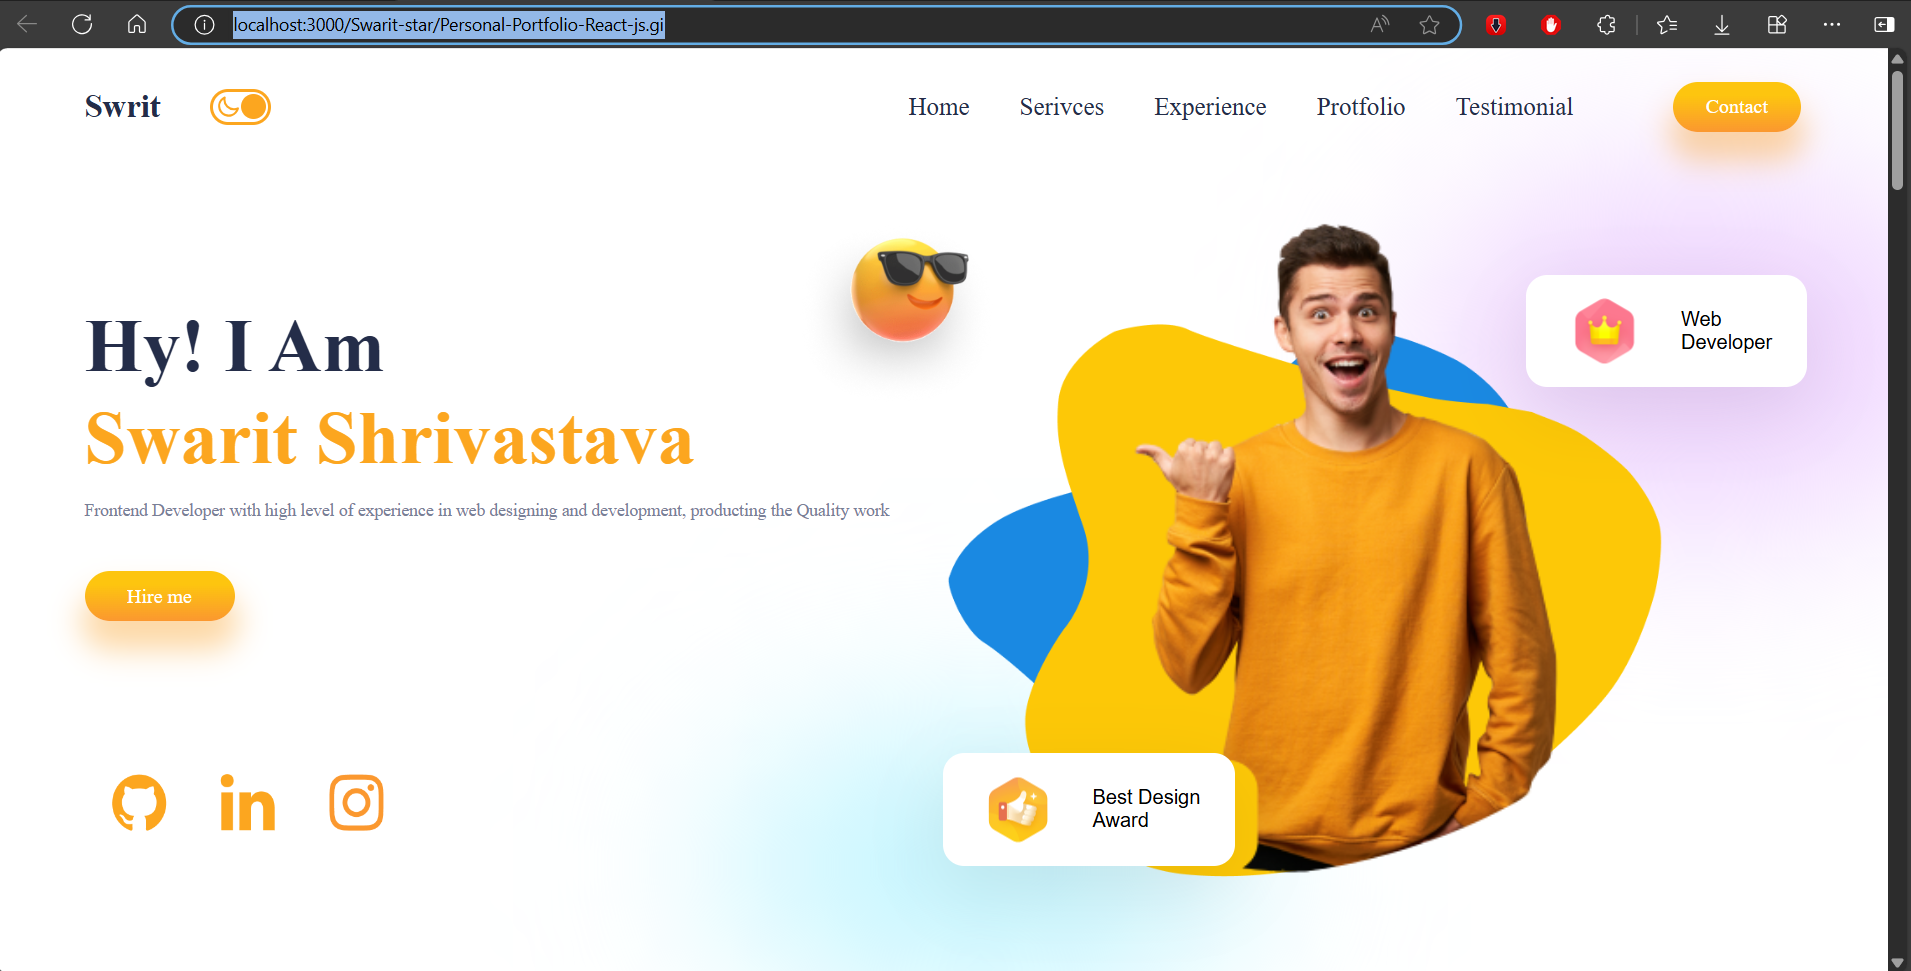 localhost:3000/Swarit-star/Personal-Portfolio-React-js.gi
Swrit
Home Serivces Experience Protfolio Testimonial Contact
Web
Developer
Hy! I Am
Swarit Shrivastava
Frontend Developer with high level of experience in web designing and development, producting the Quality work
Hire me
in
Best Design
Award